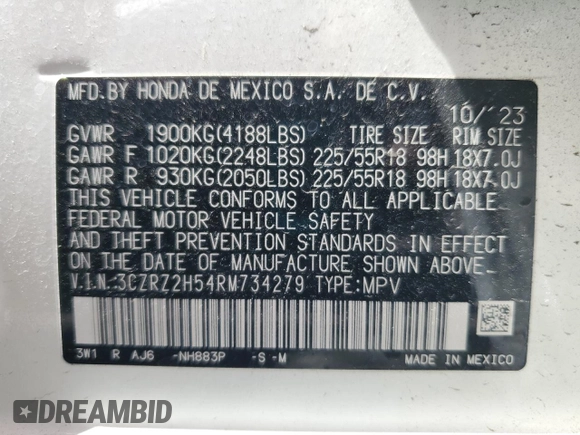 MFD.BY HONDA DE MEXICO S.A. DE C.V.
10/'23
GVWR 1900KG(4188LBS) TIRE SIZE RIM SIZE
GAWR F 1020KG(2248LBS) 225/55R18 98H 18X7.0J
GAWR R 930KG(2050LBS) 225/55R18 98H 18X7.0J
THIS VEHICLE CONFORMS TO ALL APPLICABLE
FEDERAL MOTOR VEHICLE SAFETY
AND THEFT PREVENTION STANDARDS IN EFFECT
ON THE DATE OF MANUFACTURE SHOWN ABOVE.
V.I.N:3CZRZ2H54RM734279 TYPE:MPV
3W1 R AJ6 -NH883P -S -M MADE IN MEXICO
DREAMBID